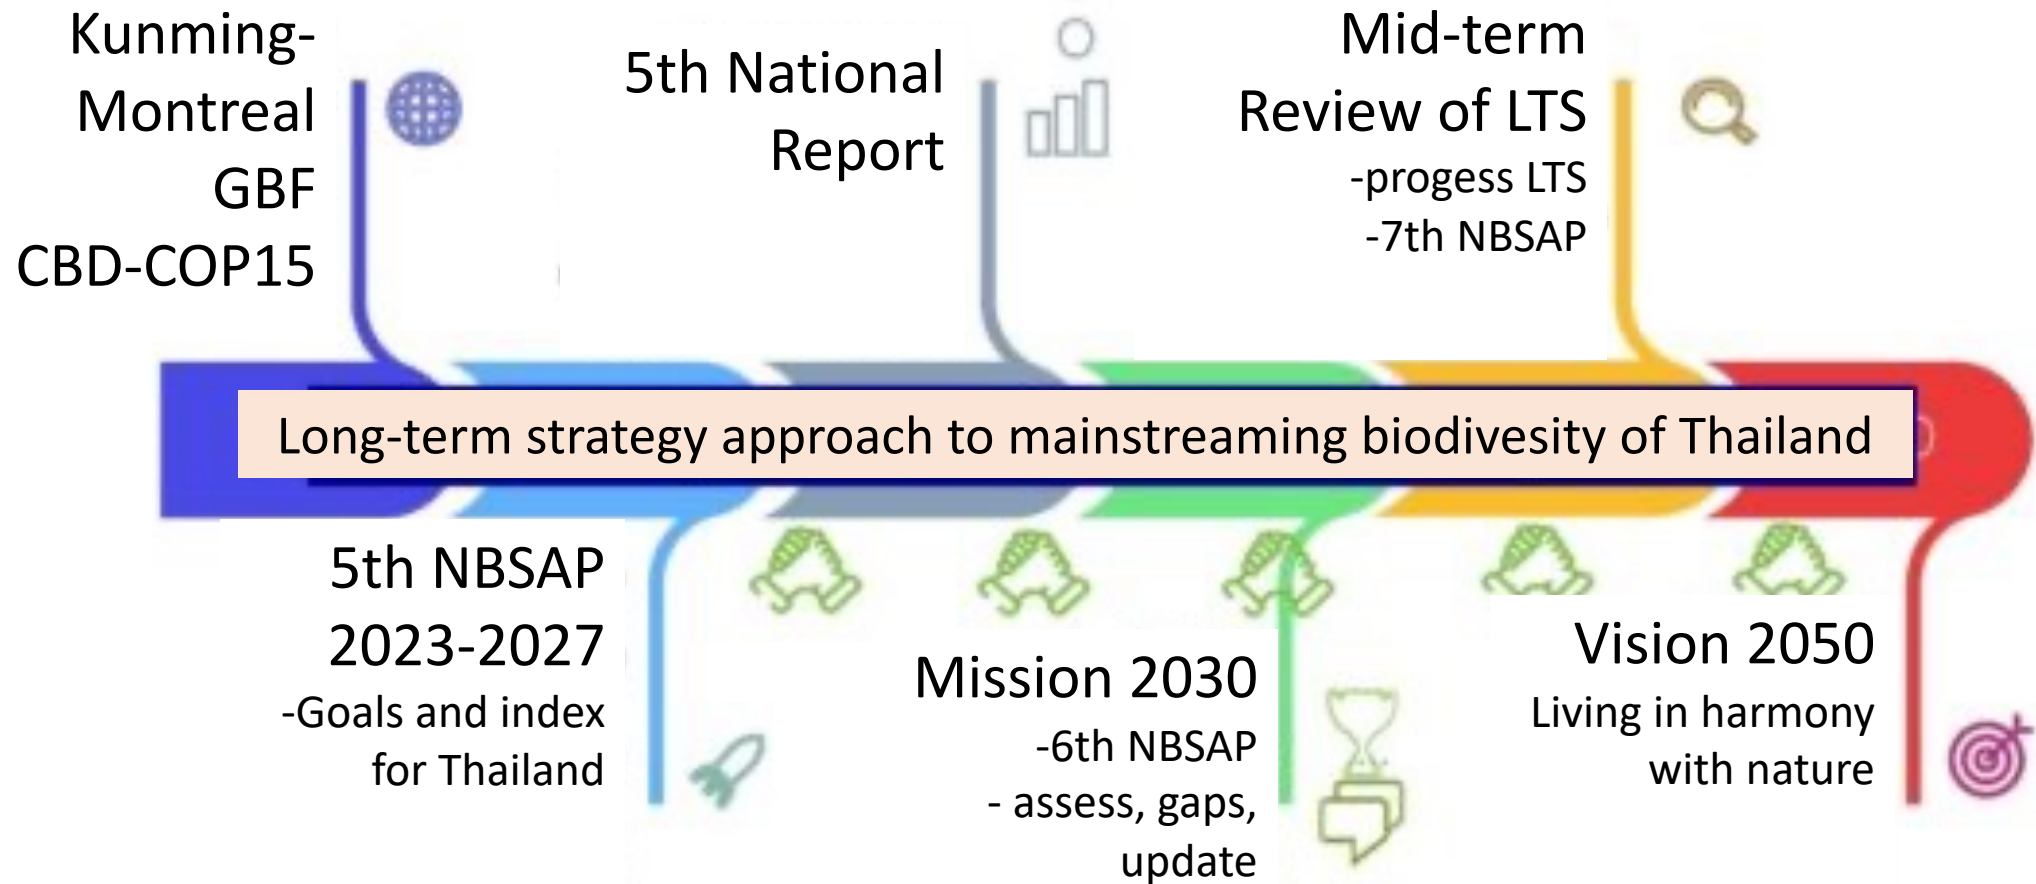 Kunming-
Montreal
GBF
CBD-COP15
5th National
Report
Mid-term
Review of LTS
-progess LTS
-7th NBSAP
Long-term strategy approach to mainstreaming biodivesity of Thailand
5th NBSAP
2023-2027
-Goals and index
for Thailand
Mission 2030
-6th NBSAP
- assess, gaps,
update
Vision 2050
Living in harmony
with nature